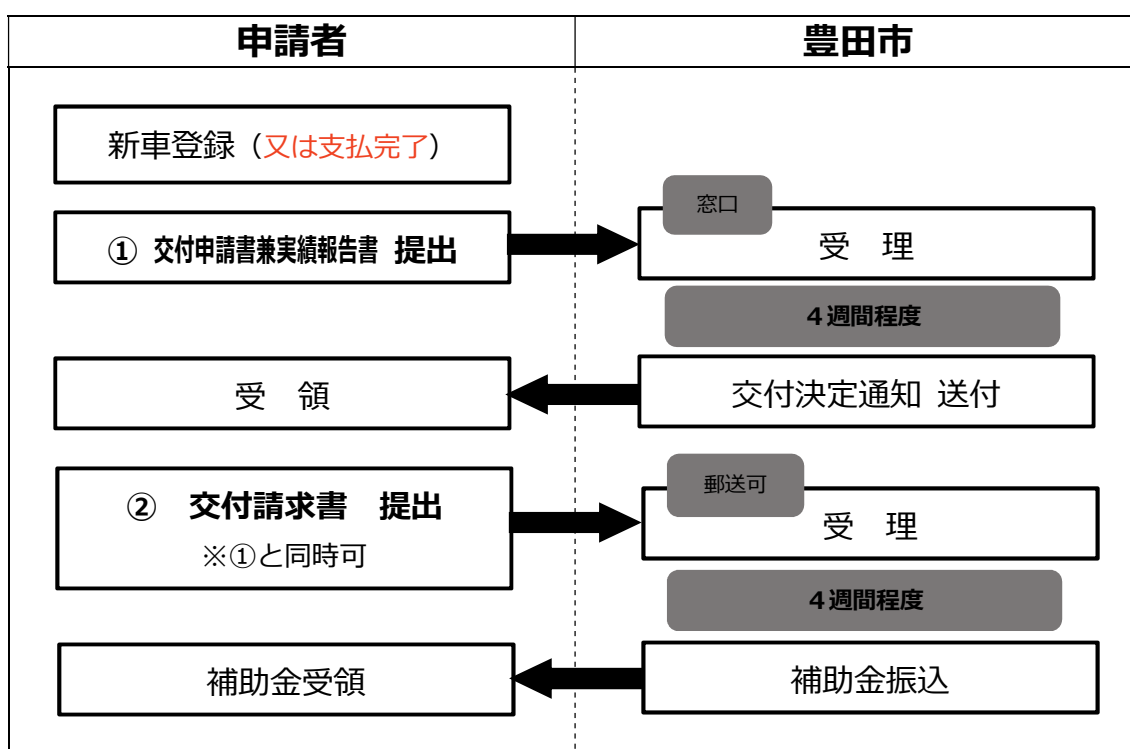 申請者
豊田市
新車登録（又は支払完了）
窓口
① 交付申請書兼実績報告書 提出
受　理
４週間程度
受　領
交付決定通知 送付
② 交付請求書　提出
※①と同時可
郵送可
受　理
４週間程度
補助金受領
補助金振込